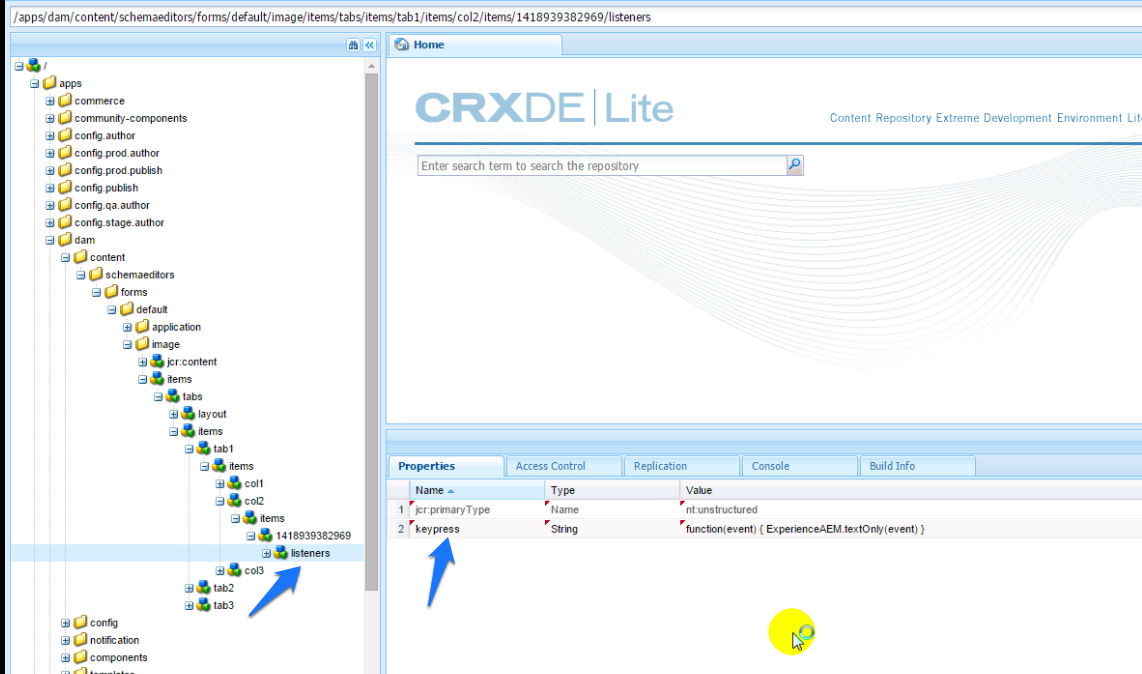 /apps/dam/content/schemaeditors/forms/default/image/items/tabs/items/tab1/items/col2/items/1418939382969/listeners
/
apps
commerce
community-components
config.author
config.prod.author
config.prod.publish
config.publish
config.qa.author
config.stage.author
dam
content
schemaeditors
forms
default
application
image
jcr:content
items
tabs
layout
items
tab1
items
col1
col2
items
1418939382969
listeners
col3
tab2
tab3
config
notification
components
templates
Home
CRXDE Lite
Content Repository Extreme Development Environment Lite
Enter search term to search the repository
Properties Access Control Replication Console Build Info
Name Type Value
1 jcr:primaryType Name nt:unstructured
2 keypress String function(event) { ExperienceAEM.textOnly(event) }